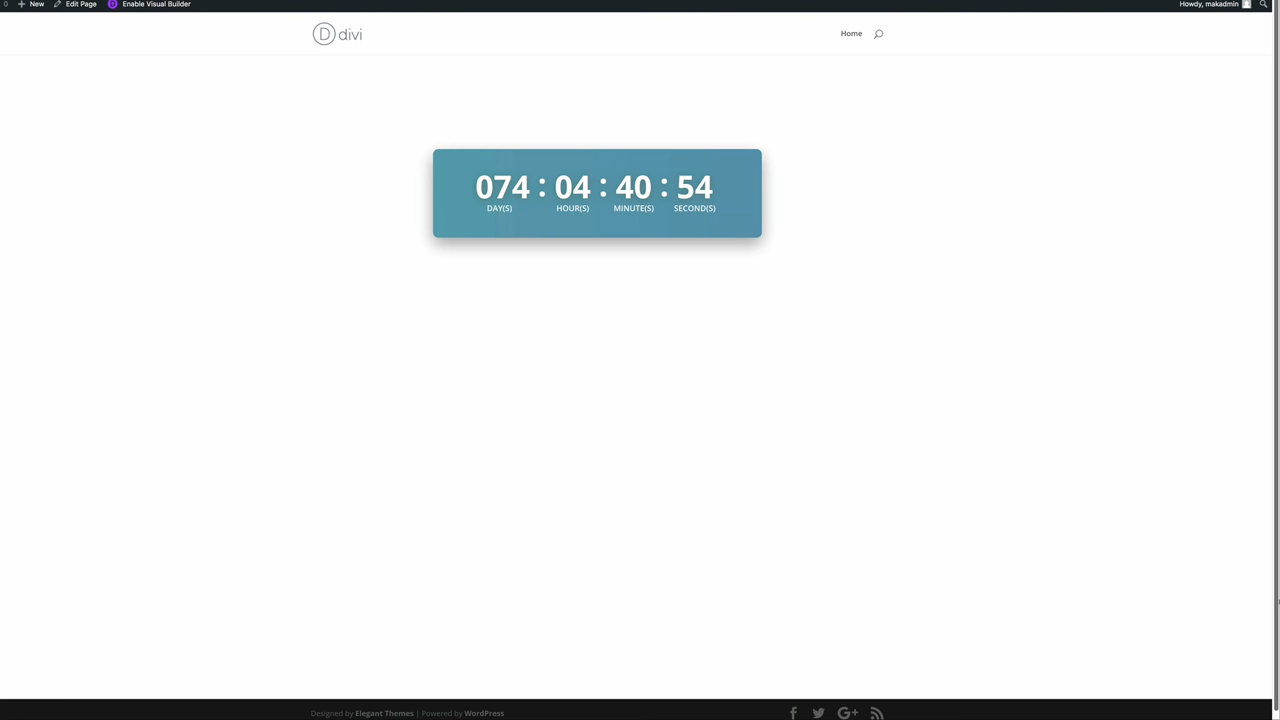 0 New Edit Page Enable Visual Builder Howdy, makadmin
D divi Home
074 : 04 : 40 : 54
DAY(S) HOUR(S) MINUTE(S) SECOND(S)
Designed by Elegant Themes | Powered by WordPress